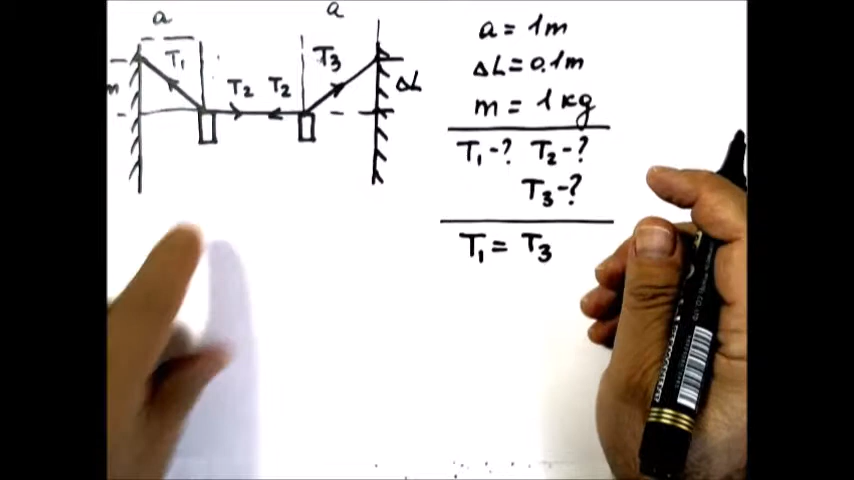 a
a
T₁
T₂ T₂
T₃
m
ΔL
a = 1m
ΔL = 0.1m
m = 1 kg
T₁-? T₂-?
T₃-?
T₁ = T₃